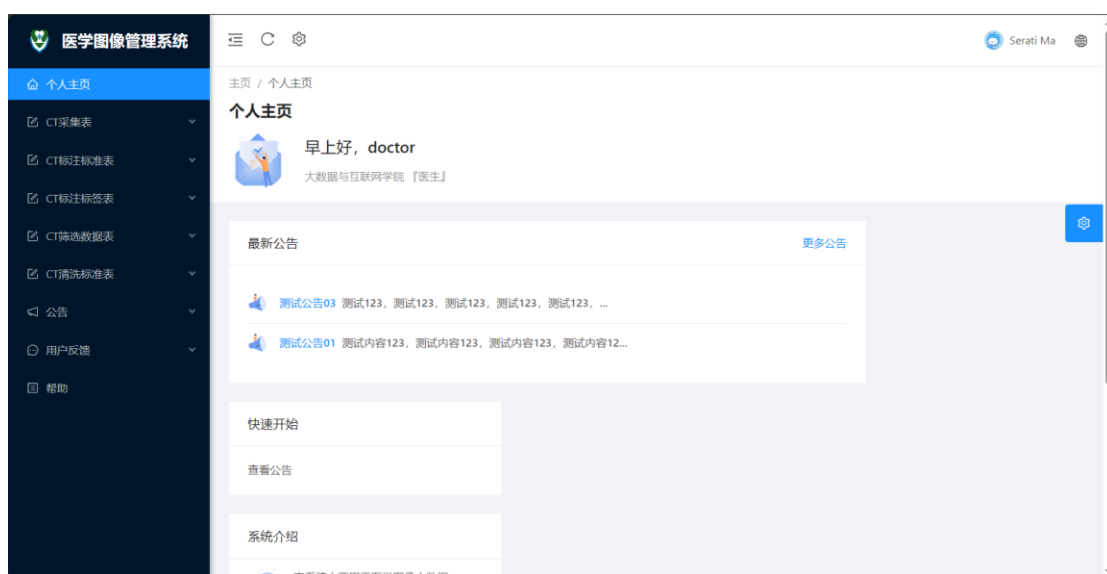 医学图像管理系统
Serati Ma
个人主页
CT采集表
CT标注标准表
CT标注标签表
CT筛选数据表
CT清洗标准表
公告
用户反馈
帮助
主页 / 个人主页
个人主页
早上好，doctor
大数据与互联网学院 『医生』
最新公告 更多公告
测试公告03 测试123，测试123，测试123，测试123，测试123，...
测试公告01 测试内容123，测试内容123，测试内容123，测试内容12...
快速开始
查看公告
系统介绍